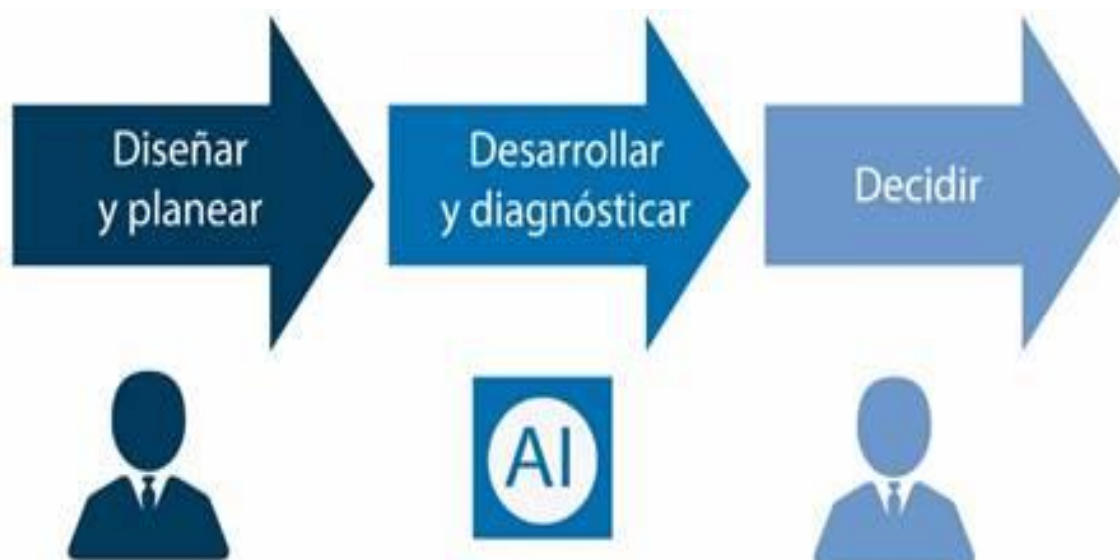 Diseñar
y planear
Desarrollar
y diagnósticar
Decidir
AI